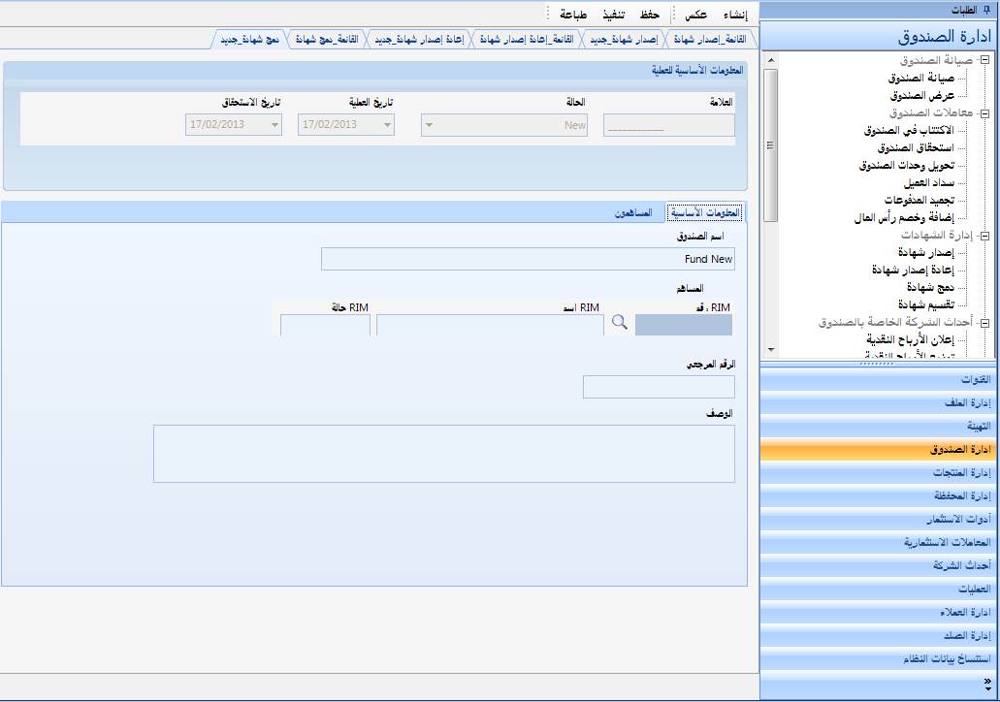 الطلبات
إنشاء عكس حفظ تنفيذ طباعة
ادارة الصندوق
القائمة_إصدار شهادة إصدار شهادة_جديد القائمة_إعادة إصدار شهادة إعادة إصدار شهادة_جديد القائمة_دمج شهادة دمج شهادة_جديد
صيانة الصندوق
صيانة الصندوق
عرض الصندوق
معاملات الصندوق
الاكتتاب في الصندوق
استحقاق الصندوق
تحويل وحدات الصندوق
سداد العميل
تجميد المدفوعات
إضافة وخصم رأس المال
إدارة الشهادات
إصدار شهادة
إعادة إصدار شهادة
دمج شهادة
تقسيم شهادة
أحداث الشركة الخاصة بالصندوق
إعلان الأرباح النقدية
توزيع الأرباح النقدية
القنوات
إدارة الملف
التهيئة
ادارة الصندوق
إدارة المنتجات
إدارة المحفظة
أدوات الاستثمار
المعاملات الاستثمارية
أحداث الشركة
العمليات
ادارة العملاء
إدارة الصك
استنساخ بيانات النظام
المعلومات الأساسية للعملية
العلامة الحالة تاريخ العملية تاريخ الاستحقاق
___________ New 17/02/2013 17/02/2013
المعلومات الأساسية المساهمون
اسم الصندوق
Fund New
المساهم
RIM رقم RIM اسم RIM حالة
الرقم المرجعي
الوصف